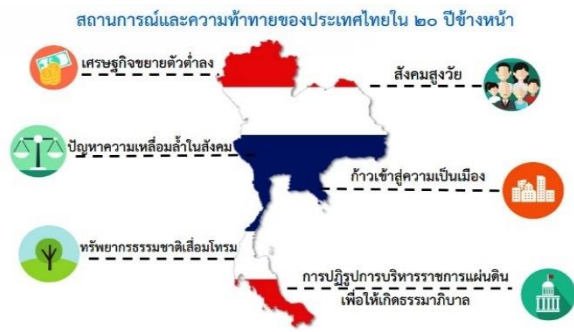 สถานการณ์และความท้าทายของประเทศไทยใน ๒๐ ปีข้างหน้า
เศรษฐกิจขยายตัวต่ำลง
สังคมสูงวัย
ปัญหาความเหลื่อมล้ำในสังคม
ก้าวเข้าสู่ความเป็นเมือง
ทรัพยากรธรรมชาติเสื่อมโทรม
การปฏิรูปการบริหารราชการแผ่นดิน
เพื่อให้เกิดธรรมาภิบาล